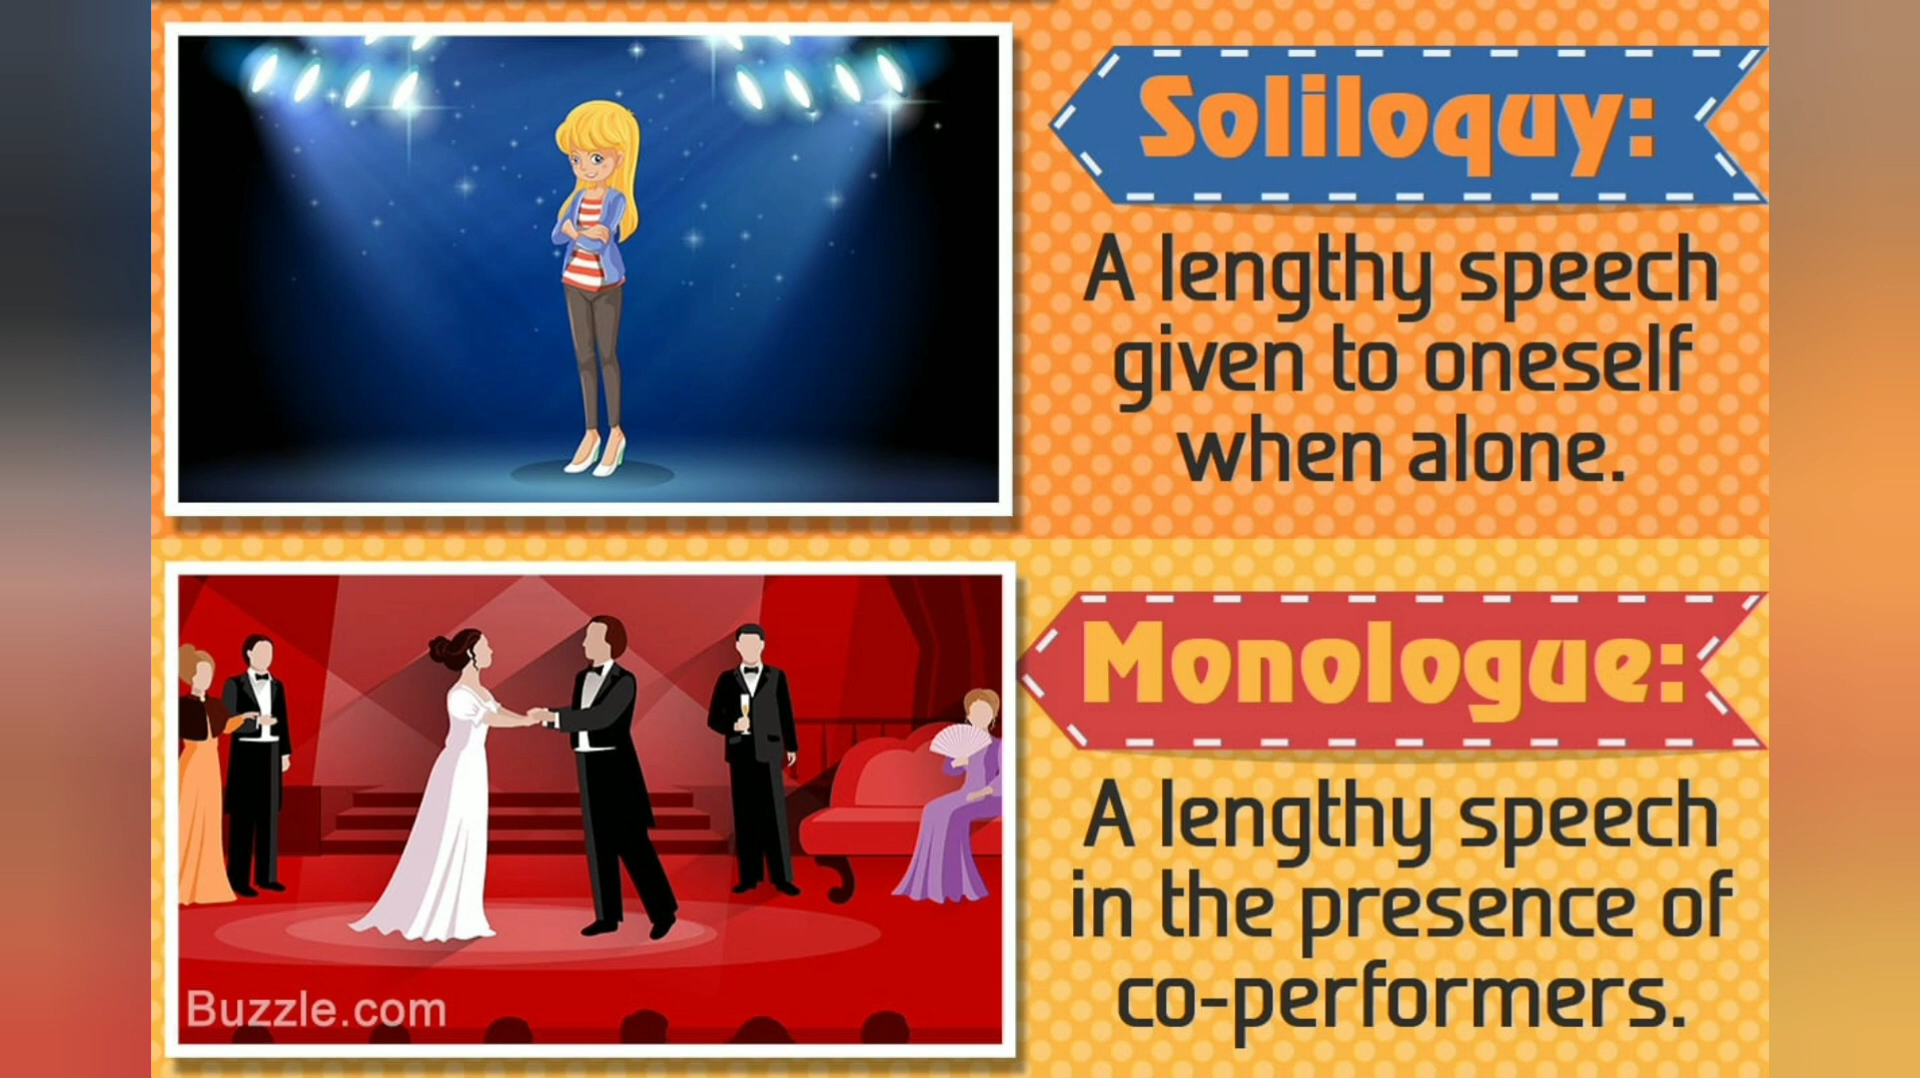 Soliloquy:
A lengthy speech
given to oneself
when alone.
Monologue:
A lengthy speech
in the presence of
co-performers.
Buzzle.com